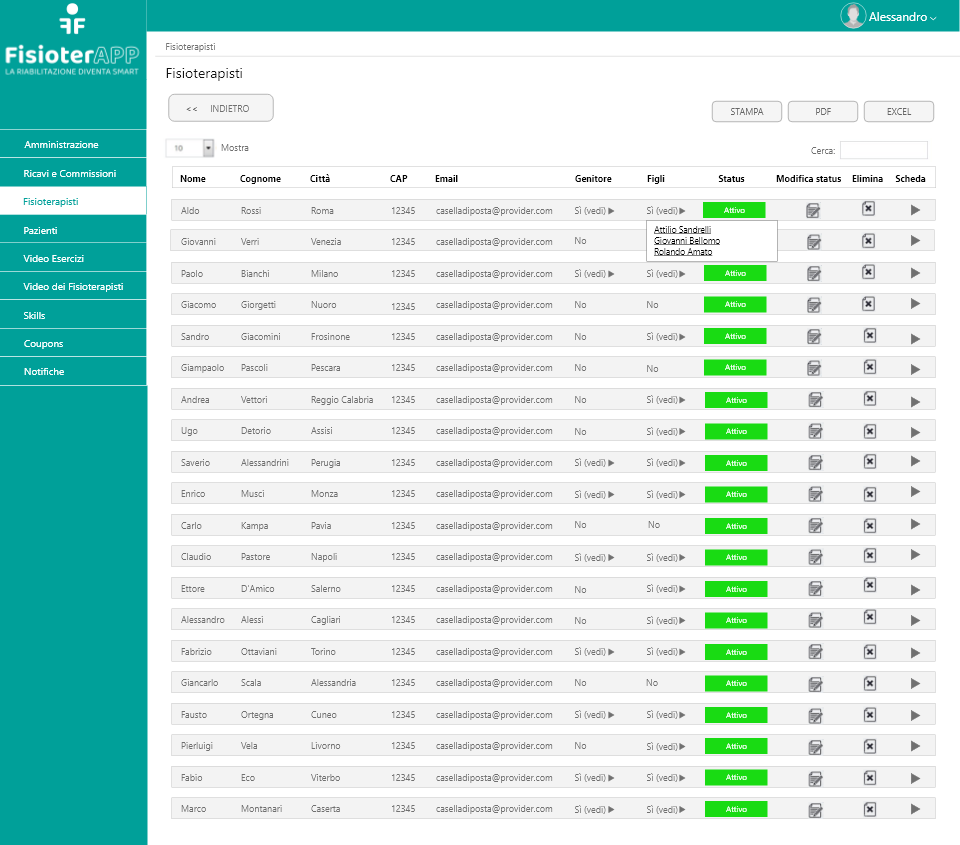 Alessandro
FisioterAPP
LA RIABILITAZIONE DIVENTA SMART
Amministrazione
Ricavi e Commissioni
Fisioterapisti
Pazienti
Video Esercizi
Video dei Fisioterapisti
Skills
Coupons
Notifiche
Fisioterapisti
Fisioterapisti
<< INDIETRO
STAMPA PDF EXCEL
10 Mostra
Cerca:
Nome Cognome Città CAP Email Genitore Figli Status Modifica status Elimina Scheda
Aldo Rossi Roma 12345 caselladiposta@provider.com Sì (vedi) Sì (vedi) Attivo
Attilio Sandrelli
Giovanni Bellomo
Rolando Amato
Giovanni Verri Venezia 12345 caselladiposta@provider.com No
Paolo Bianchi Milano 12345 caselladiposta@provider.com Sì (vedi) Sì (vedi) Attivo
Giacomo Giorgetti Nuoro 12345 caselladiposta@provider.com No No Attivo
Sandro Giacomini Frosinone 12345 caselladiposta@provider.com No Sì (vedi) Attivo
Giampaolo Pascoli Pescara 12345 caselladiposta@provider.com No No Attivo
Andrea Vettori Reggio Calabria 12345 caselladiposta@provider.com No Sì (vedi) Attivo
Ugo Detorio Assisi 12345 caselladiposta@provider.com No Sì (vedi) Attivo
Saverio Alessandrini Perugia 12345 caselladiposta@provider.com Sì (vedi) Sì (vedi) Attivo
Enrico Musci Monza 12345 caselladiposta@provider.com Sì (vedi) Sì (vedi) Attivo
Carlo Kampa Pavia 12345 caselladiposta@provider.com No No Attivo
Claudio Pastore Napoli 12345 caselladiposta@provider.com Sì (vedi) Sì (vedi) Attivo
Ettore D'Amico Salerno 12345 caselladiposta@provider.com No Sì (vedi) Attivo
Alessandro Alessi Cagliari 12345 caselladiposta@provider.com No Sì (vedi) Attivo
Fabrizio Ottaviani Torino 12345 caselladiposta@provider.com Sì (vedi) Sì (vedi) Attivo
Giancarlo Scala Alessandria 12345 caselladiposta@provider.com No No Attivo
Fausto Ortegna Cuneo 12345 caselladiposta@provider.com Sì (vedi) Sì (vedi) Attivo
Pierluigi Vela Livorno 12345 caselladiposta@provider.com No Sì (vedi) Attivo
Fabio Eco Viterbo 12345 caselladiposta@provider.com Sì (vedi) Sì (vedi) Attivo
Marco Montanari Caserta 12345 caselladiposta@provider.com Sì (vedi) Sì (vedi) Attivo